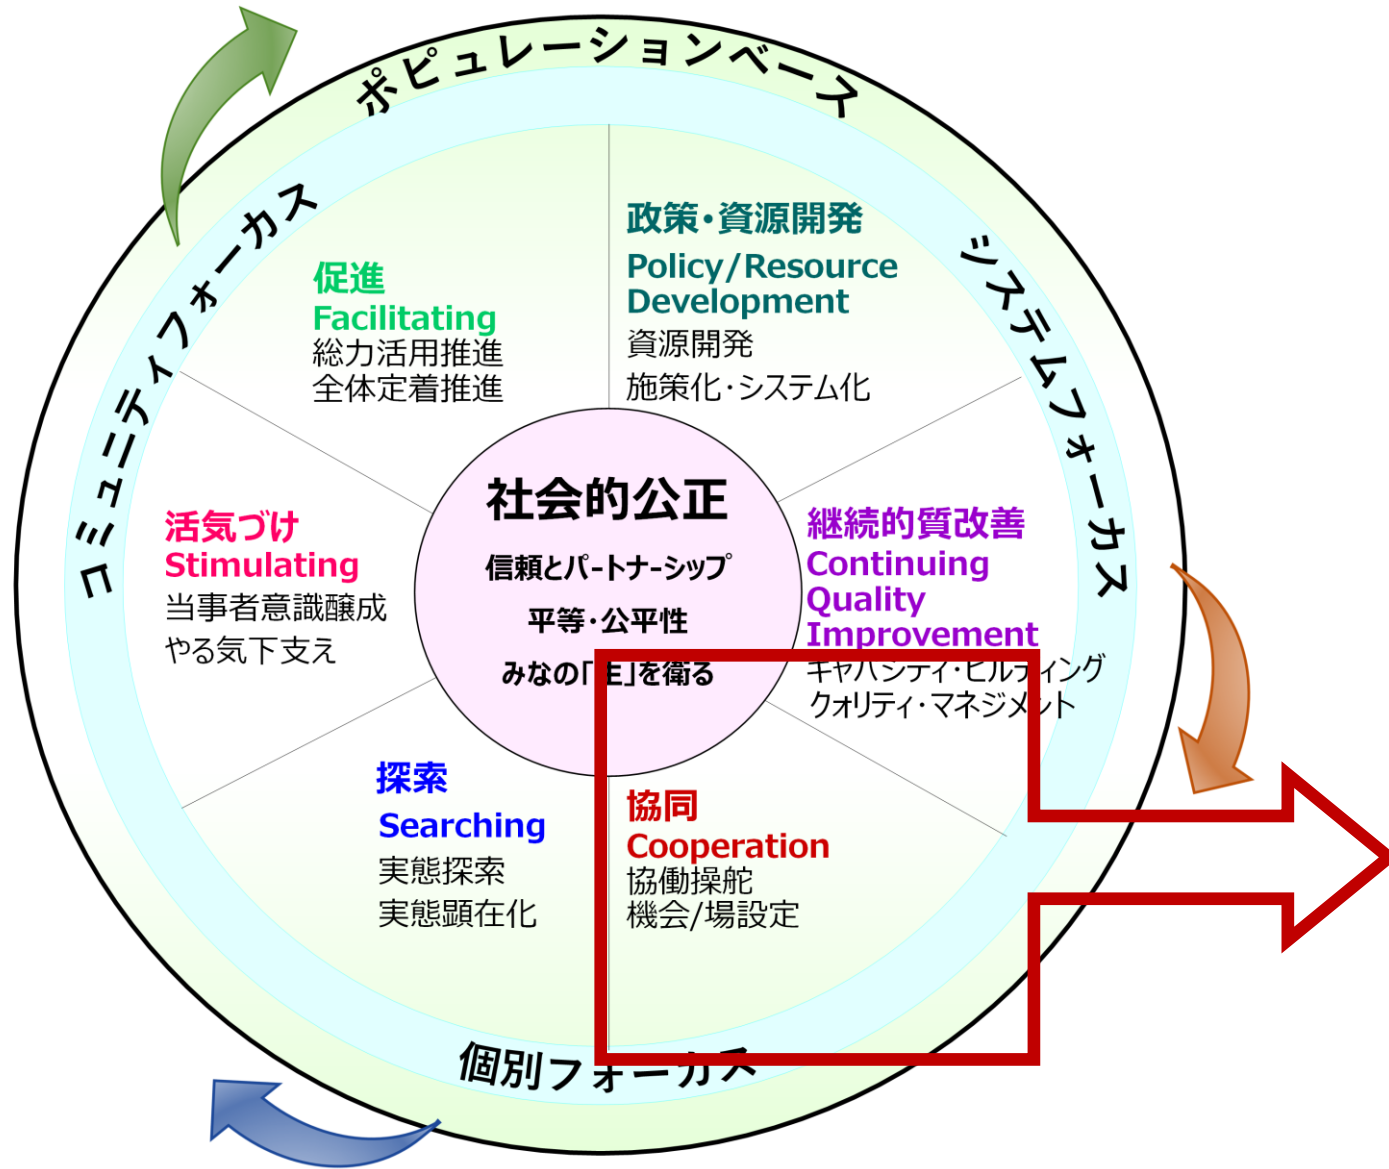 ポピュレーションベース
コミュニティフォーカス
システムフォーカス
政策・資源開発
Policy/Resource
Development
資源開発
施策化・システム化
促進
Facilitating
総力活用推進
全体定着推進
社会的公正
信頼とパートナーシップ
平等・公平性
みなの「生」を衛る
継続的質改善
Continuing
Quality
Improvement
キャパシティ・ビルディング
クォリティ・マネジメント
活気づけ
Stimulating
当事者意識醸成
やる気下支え
探索
Searching
実態探索
実態顕在化
協同
Cooperation
協働操舵
機会/場設定
個別フォーカス